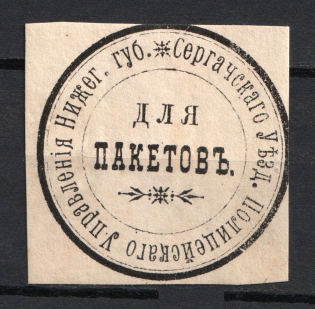 Сергачскаго Уѣзд. Полицейскаго Управленія Нижег. губ.
ДЛЯ
ПАКЕТОВЪ.